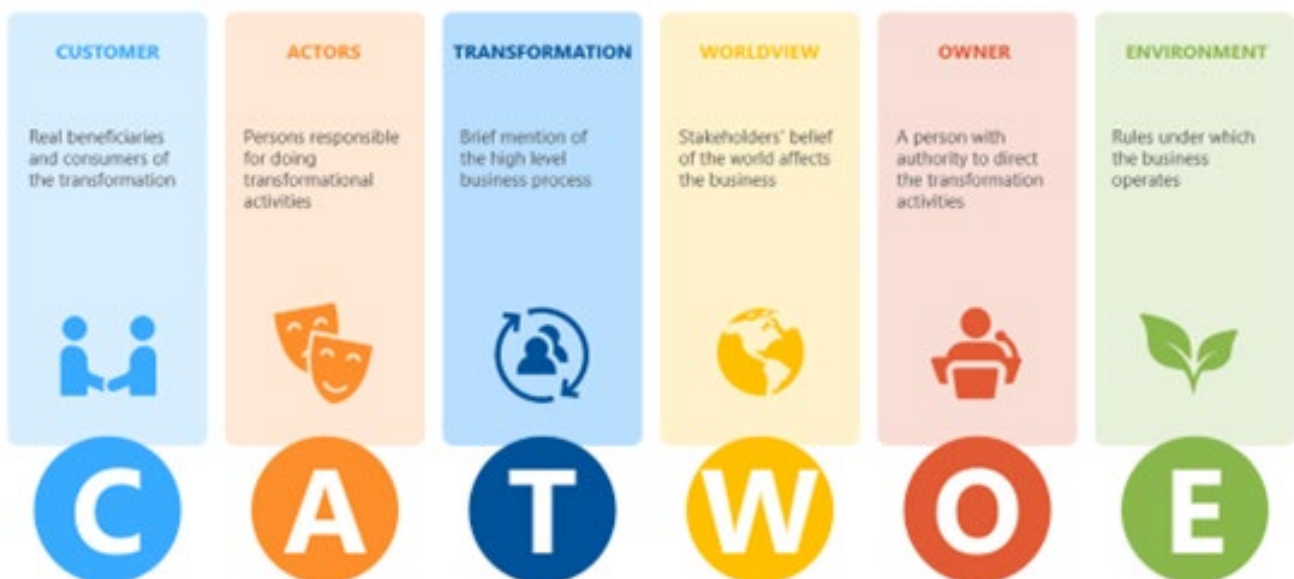 CUSTOMER
Real beneficiaries
and consumers of
the transformation
C
ACTORS
Persons responsible
for doing
transformational
activities
A
TRANSFORMATION
Brief mention of
the high level
business process
T
WORLDVIEW
Stakeholders' belief
of the world affects
the business
W
OWNER
A person with
authority to direct
the transformation
activities
O
ENVIRONMENT
Rules under which
the business
operates
E